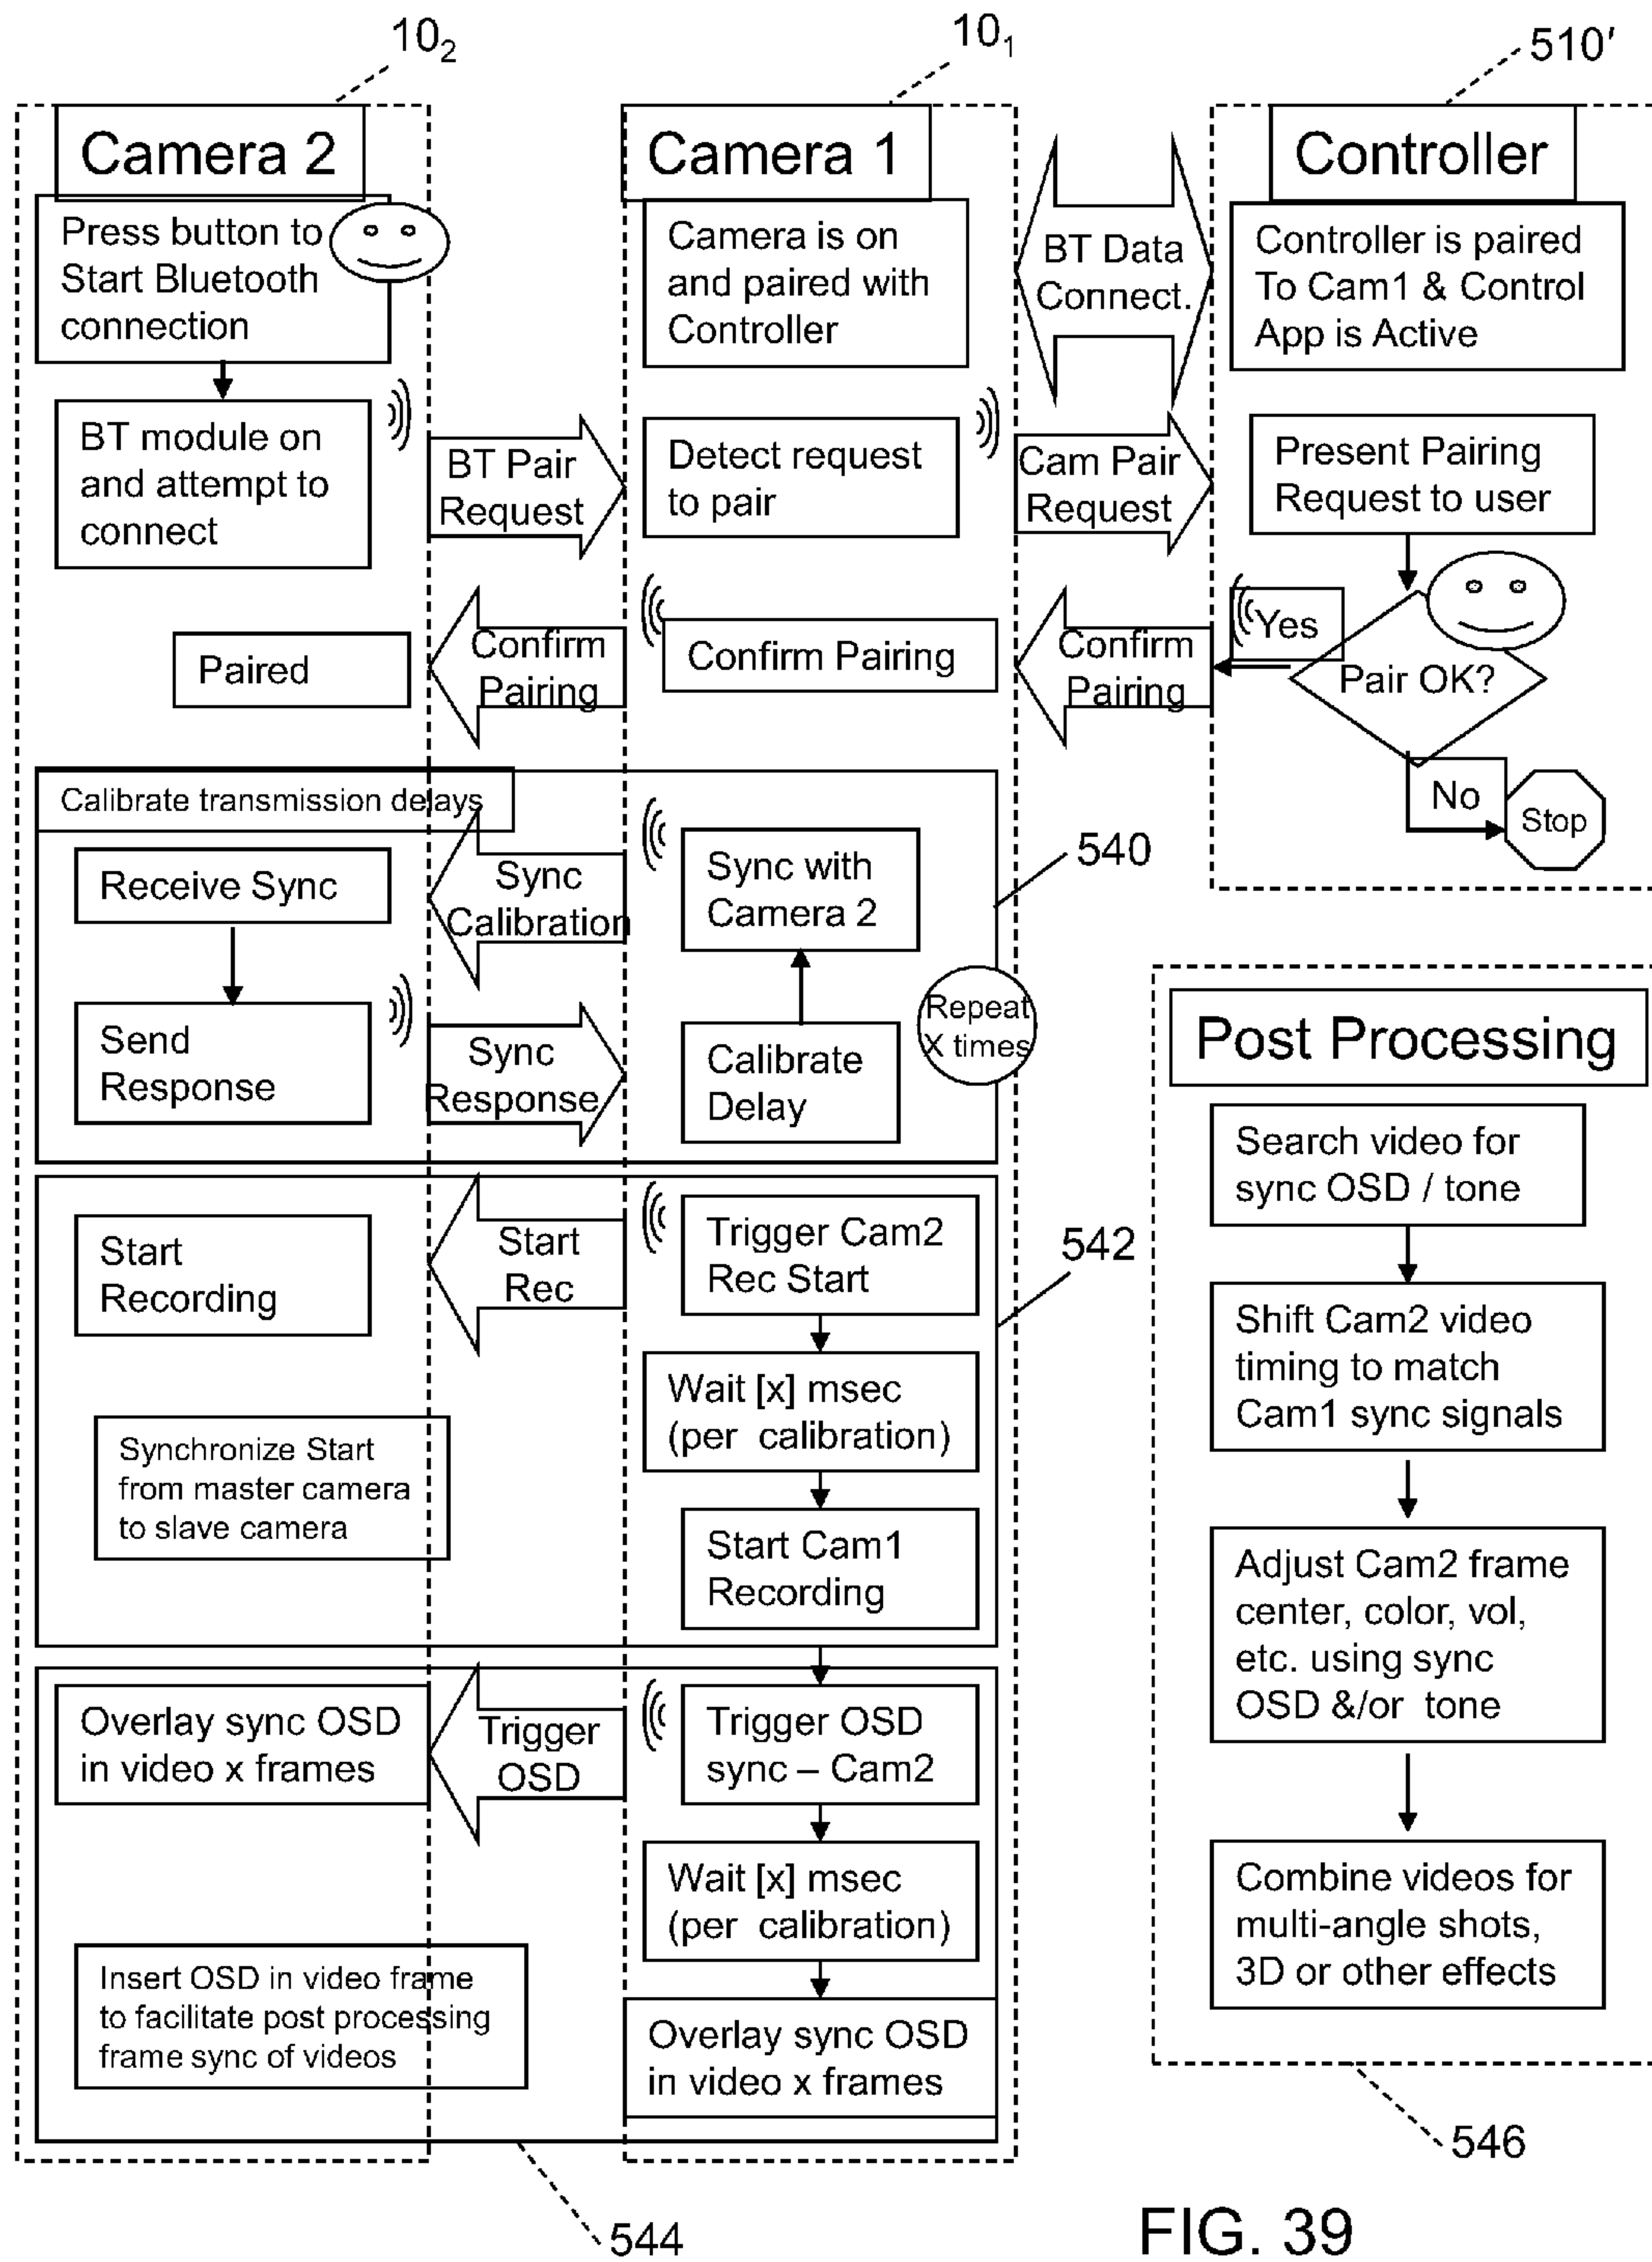 10₂
10₁
510′
Camera 2
Camera 1
Controller
Press button to
Start Bluetooth
connection
Camera is on
and paired with
Controller
BT Data
Connect.
Controller is paired
To Cam1 & Control
App is Active
BT module on
and attempt to
connect
BT Pair
Request
Detect request
to pair
Cam Pair
Request
Present Pairing
Request to user
Paired
Confirm
Pairing
Confirm Pairing
Confirm
Pairing
Yes
Pair OK?
No
Stop
Calibrate transmission delays
Receive Sync
Sync
Calibration
Sync with
Camera 2
540
Send
Response
Sync
Response
Calibrate
Delay
Repeat
X times
Start
Recording
Start
Rec
Trigger Cam2
Rec Start
542
Wait [x] msec
(per calibration)
Synchronize Start
from master camera
to slave camera
Start Cam1
Recording
Overlay sync OSD
in video x frames
Trigger
OSD
Trigger OSD
sync – Cam2
Wait [x] msec
(per calibration)
Insert OSD in video frame
to facilitate post processing
frame sync of videos
Overlay sync OSD
in video x frames
544
Post Processing
Search video for
sync OSD / tone
Shift Cam2 video
timing to match
Cam1 sync signals
Adjust Cam2 frame
center, color, vol,
etc. using sync
OSD &/or tone
Combine videos for
multi-angle shots,
3D or other effects
546
FIG. 39